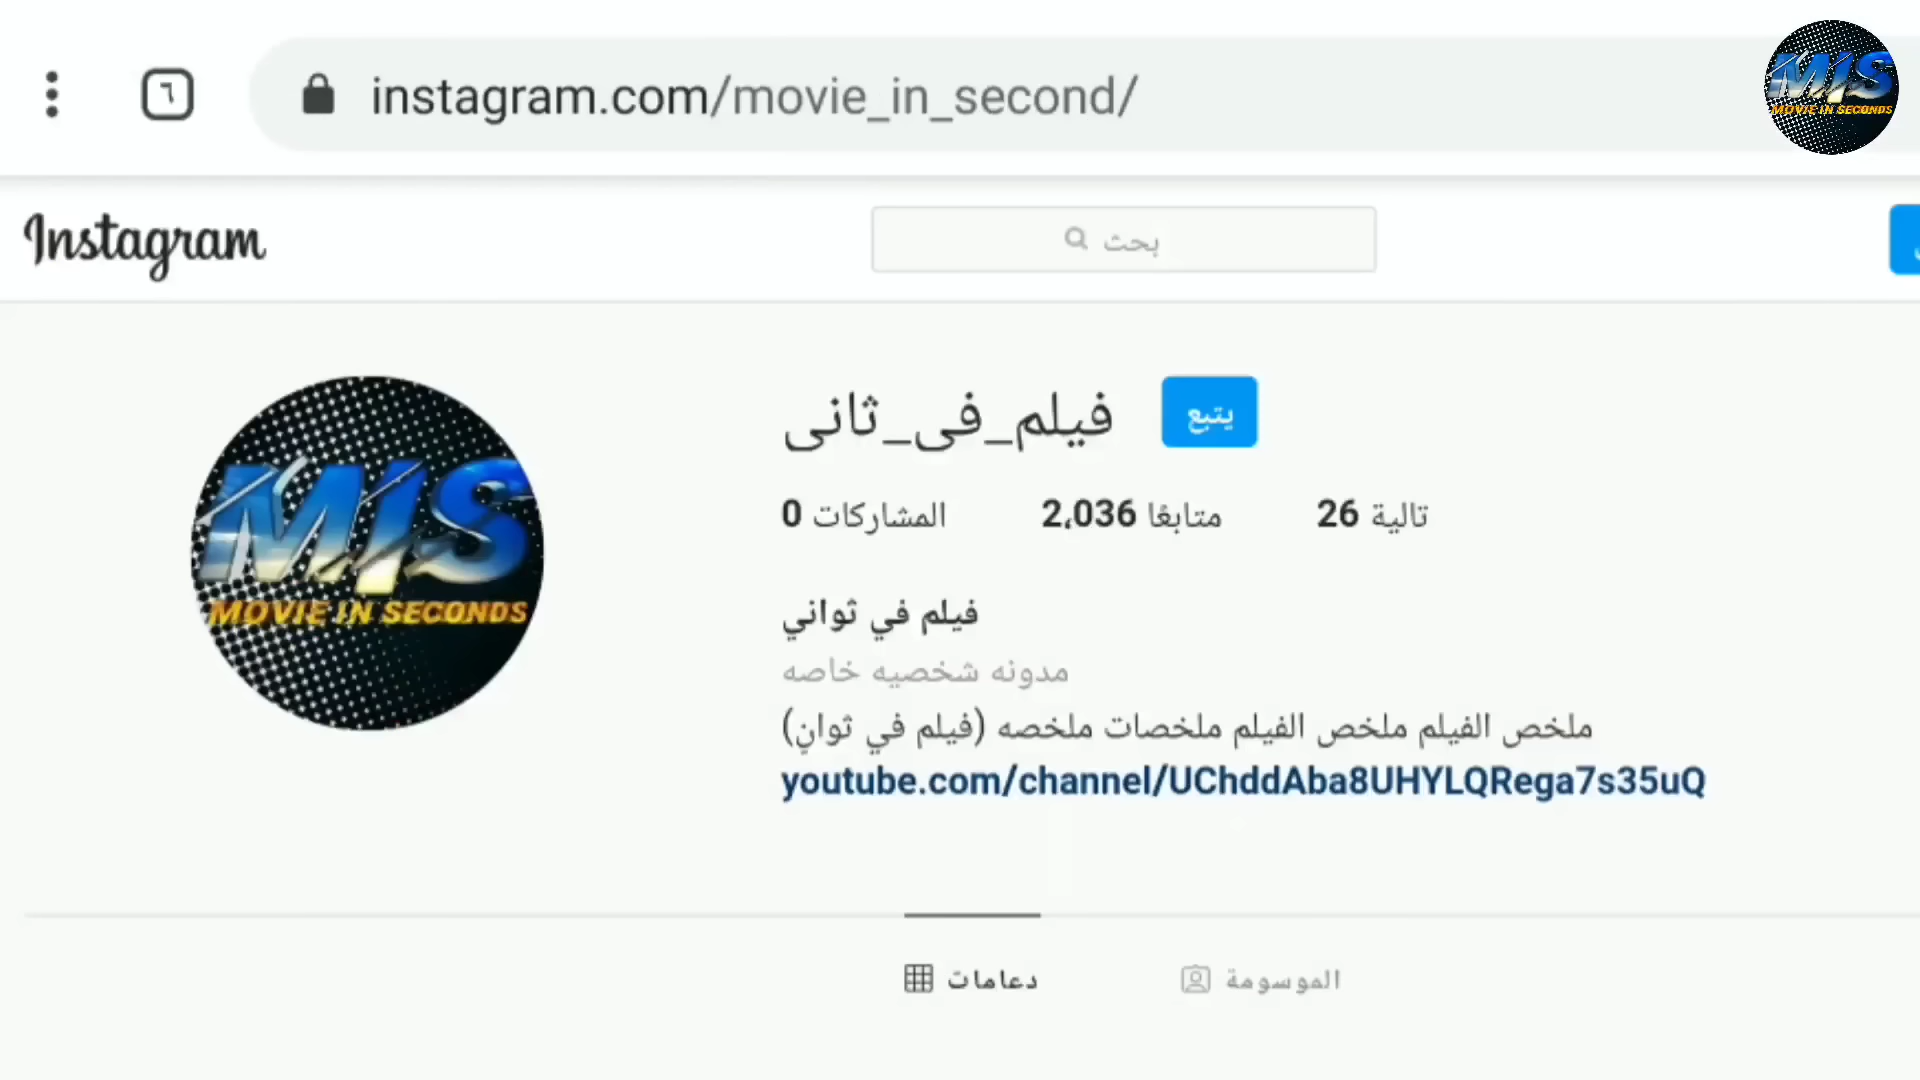 ٦
instagram.com/movie_in_second/
MIS
MOVIE IN SECONDS
Instagram
بحث
MIS
MOVIE IN SECONDS
فيلم_فى_ثانى
يتبع
0 المشاركات
2,036 متابعًا
26 تالية
فيلم في ثواني
مدونه شخصيه خاصه
ملخص الفيلم ملخص الفيلم ملخصات ملخصه (فيلم في ثوانٍ)
youtube.com/channel/UChddAba8UHYLQRega7s35uQ
دعامات
الموسومة